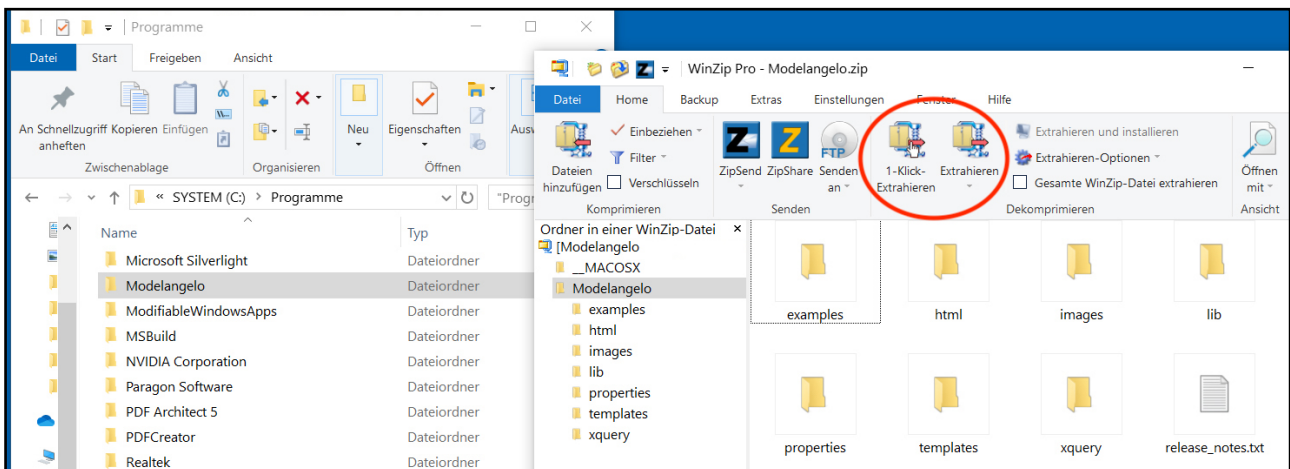 Programme
Datei Start Freigeben Ansicht
An Schnellzugriff anheften
Kopieren
Einfügen
Zwischenablage
Organisieren
Neu
Eigenschaften
Öffnen
Ausw
« SYSTEM (C:) > Programme
"Progr
Name Typ
Microsoft Silverlight Dateiordner
Modelangelo Dateiordner
ModifiableWindowsApps Dateiordner
MSBuild Dateiordner
NVIDIA Corporation Dateiordner
Paragon Software Dateiordner
PDF Architect 5 Dateiordner
PDFCreator Dateiordner
Realtek Dateiordner
WinZip Pro - Modelangelo.zip
Datei Home Backup Extras Einstellungen Fenster Hilfe
Dateien hinzufügen
Einbeziehen
Filter
Verschlüsseln
Komprimieren
ZipSend
ZipShare
FTP
Senden an
Senden
1-Klick-Extrahieren
Extrahieren
Extrahieren und installieren
Extrahieren-Optionen
Gesamte WinZip-Datei extrahieren
Dekomprimieren
Öffnen mit
Ansicht
Ordner in einer WinZip-Datei ×
[Modelangelo
__MACOSX
Modelangelo
examples
html
images
lib
properties
templates
xquery
examples html images lib
properties templates xquery release_notes.txt